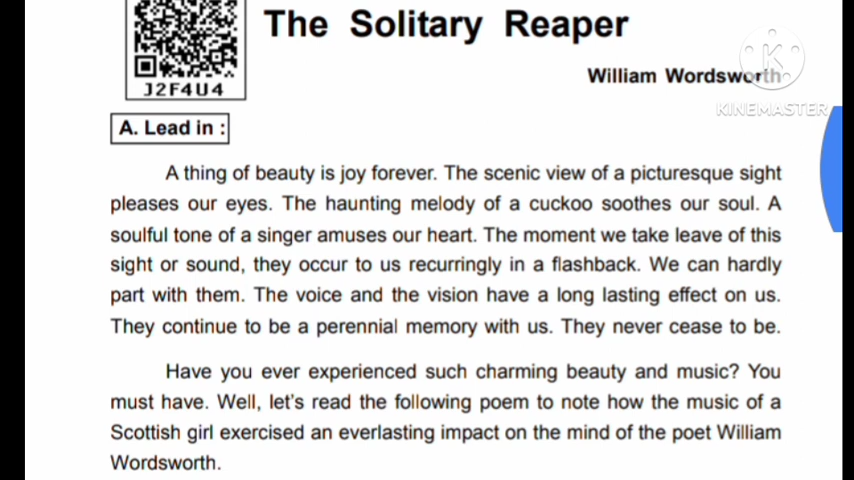 The Solitary Reaper
William Wordsworth
KINEMASTER
J2F4U4
A. Lead in :
A thing of beauty is joy forever. The scenic view of a picturesque sight
pleases our eyes. The haunting melody of a cuckoo soothes our soul. A
soulful tone of a singer amuses our heart. The moment we take leave of this
sight or sound, they occur to us recurringly in a flashback. We can hardly
part with them. The voice and the vision have a long lasting effect on us.
They continue to be a perennial memory with us. They never cease to be.
Have you ever experienced such charming beauty and music? You
must have. Well, let's read the following poem to note how the music of a
Scottish girl exercised an everlasting impact on the mind of the poet William
Wordsworth.